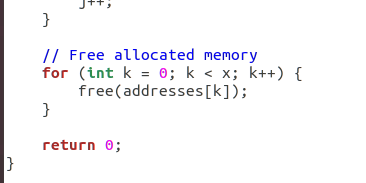 j++;
}
// Free allocated memory
for (int k = 0; k < x; k++) {
free(addresses[k]);
}
return 0;
}